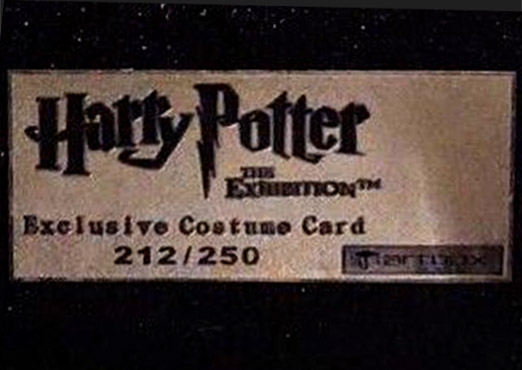 Harry Potter
THE
EXHIBITION™
Exclusive Costume Card
212/250